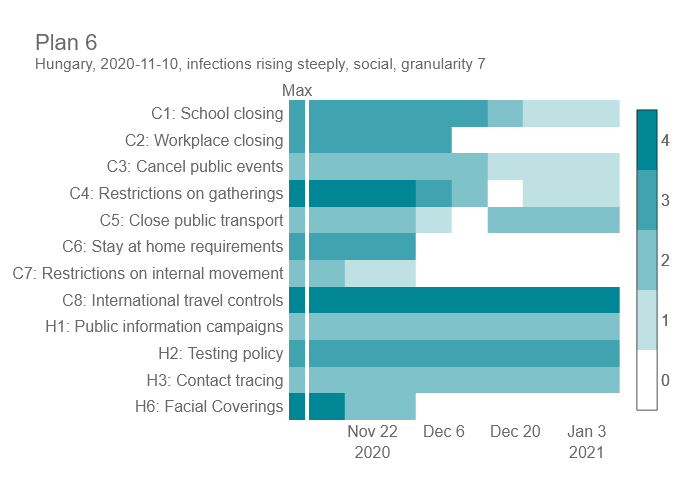 Plan 6
Hungary, 2020-11-10, infections rising steeply, social, granularity 7
Max
C1: School closing
C2: Workplace closing
C3: Cancel public events
C4: Restrictions on gatherings
C5: Close public transport
C6: Stay at home requirements
C7: Restrictions on internal movement
C8: International travel controls
H1: Public information campaigns
H2: Testing policy
H3: Contact tracing
H6: Facial Coverings
4
3
2
1
0
Nov 22 Dec 6 Dec 20 Jan 3
2020 2021